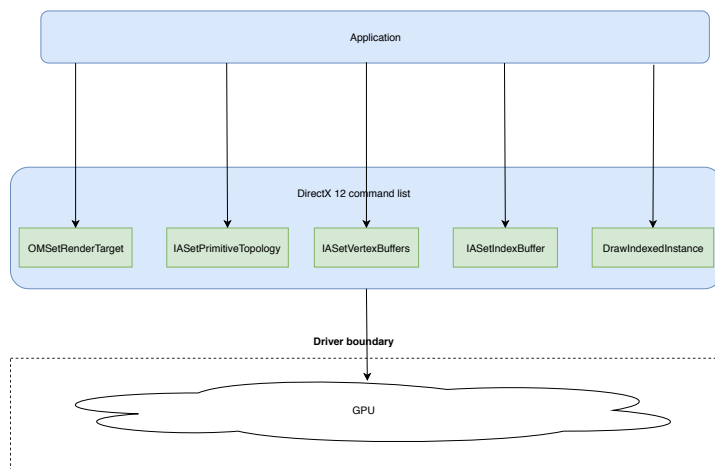 Application
DirectX 12 command list
OMSetRenderTarget
IASetPrimitiveTopology
IASetVertexBuffers
IASetIndexBuffer
DrawIndexedInstance
Driver boundary
GPU